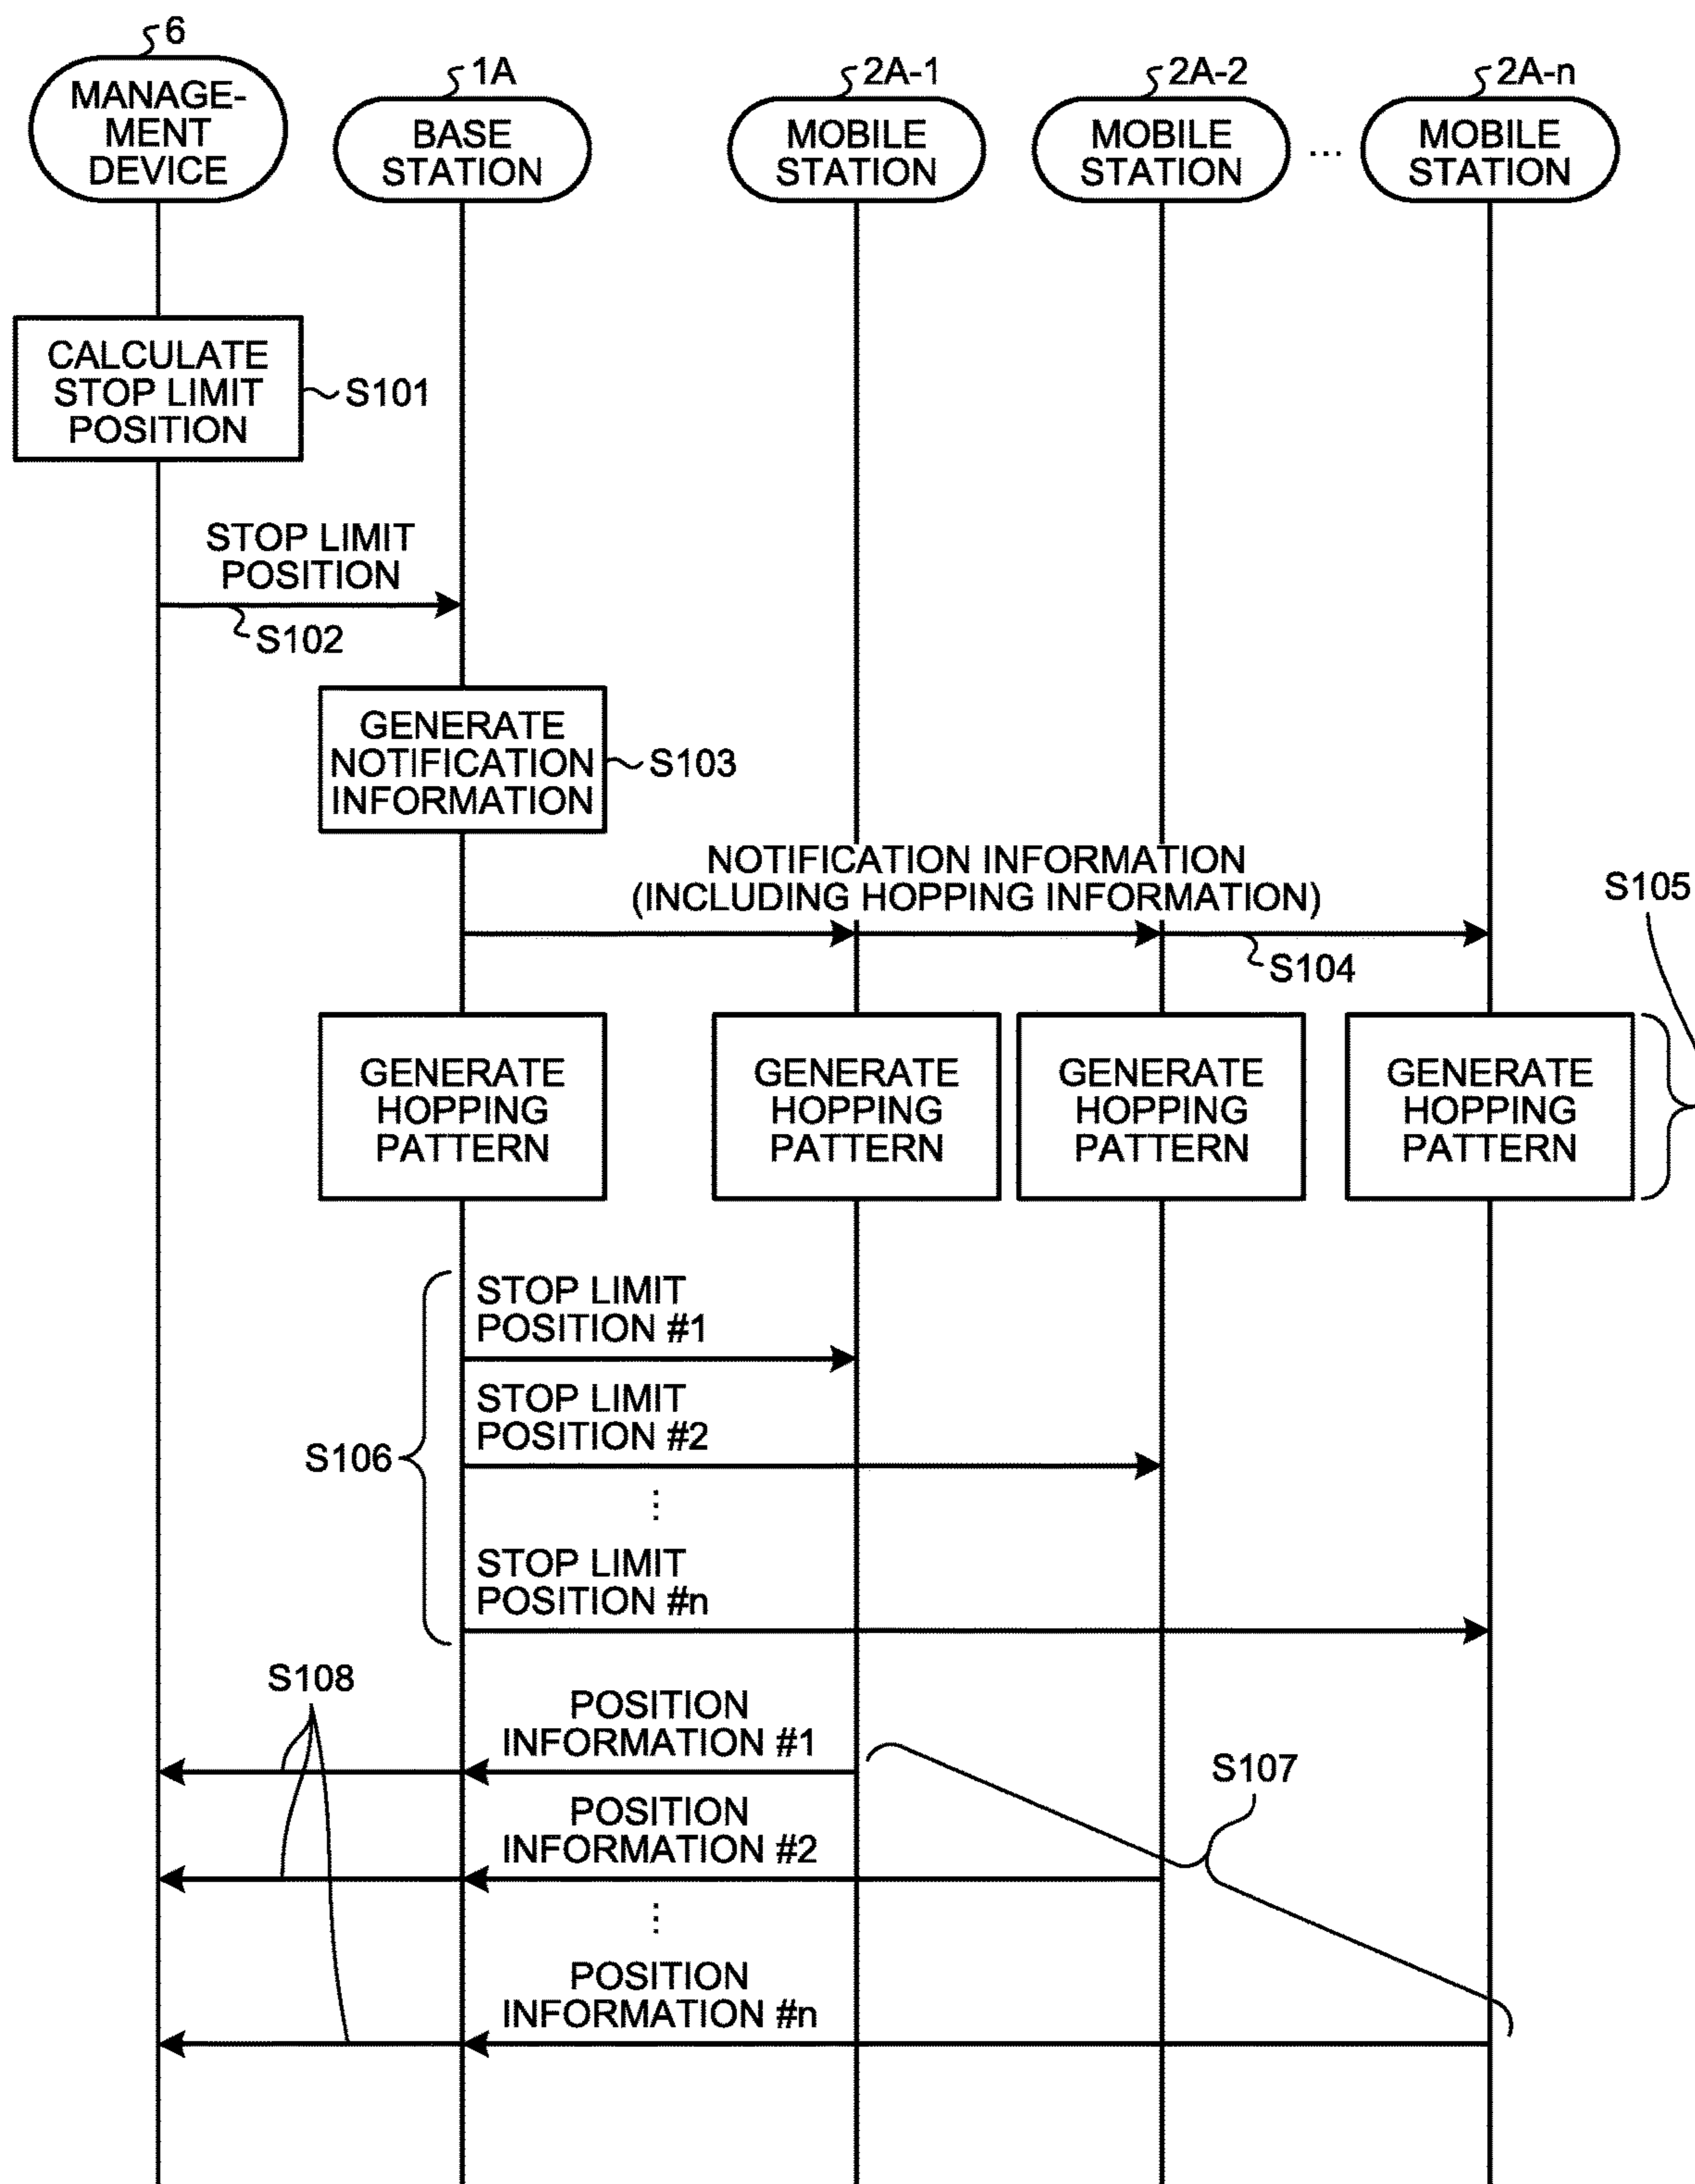 6
MANAGE-
MENT
DEVICE
1A
BASE
STATION
2A-1
MOBILE
STATION
2A-2
MOBILE
STATION
...
2A-n
MOBILE
STATION
CALCULATE
STOP LIMIT
POSITION
S101
STOP LIMIT
POSITION
S102
GENERATE
NOTIFICATION
INFORMATION
S103
NOTIFICATION INFORMATION
(INCLUDING HOPPING INFORMATION)
S104
S105
GENERATE
HOPPING
PATTERN
GENERATE
HOPPING
PATTERN
GENERATE
HOPPING
PATTERN
GENERATE
HOPPING
PATTERN
S106
STOP LIMIT
POSITION #1
STOP LIMIT
POSITION #2
⋮
STOP LIMIT
POSITION #n
S108
POSITION
INFORMATION #1
S107
POSITION
INFORMATION #2
⋮
POSITION
INFORMATION #n